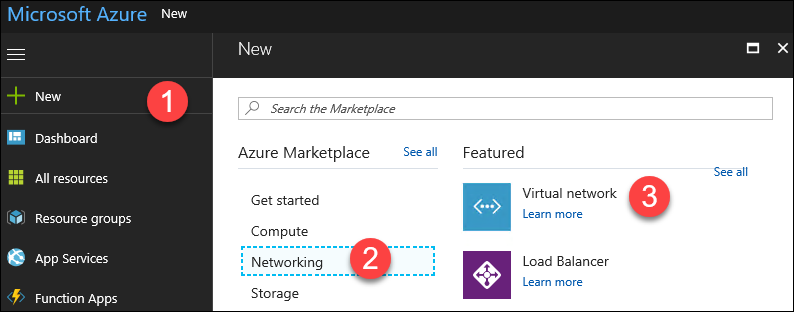 Microsoft Azure New
New
New
1
Search the Marketplace
Dashboard
Azure Marketplace See all
Featured
See all
All resources
Get started
Virtual network
Learn more
3
Resource groups
Compute
App Services
Networking
2
Load Balancer
Learn more
Function Apps
Storage